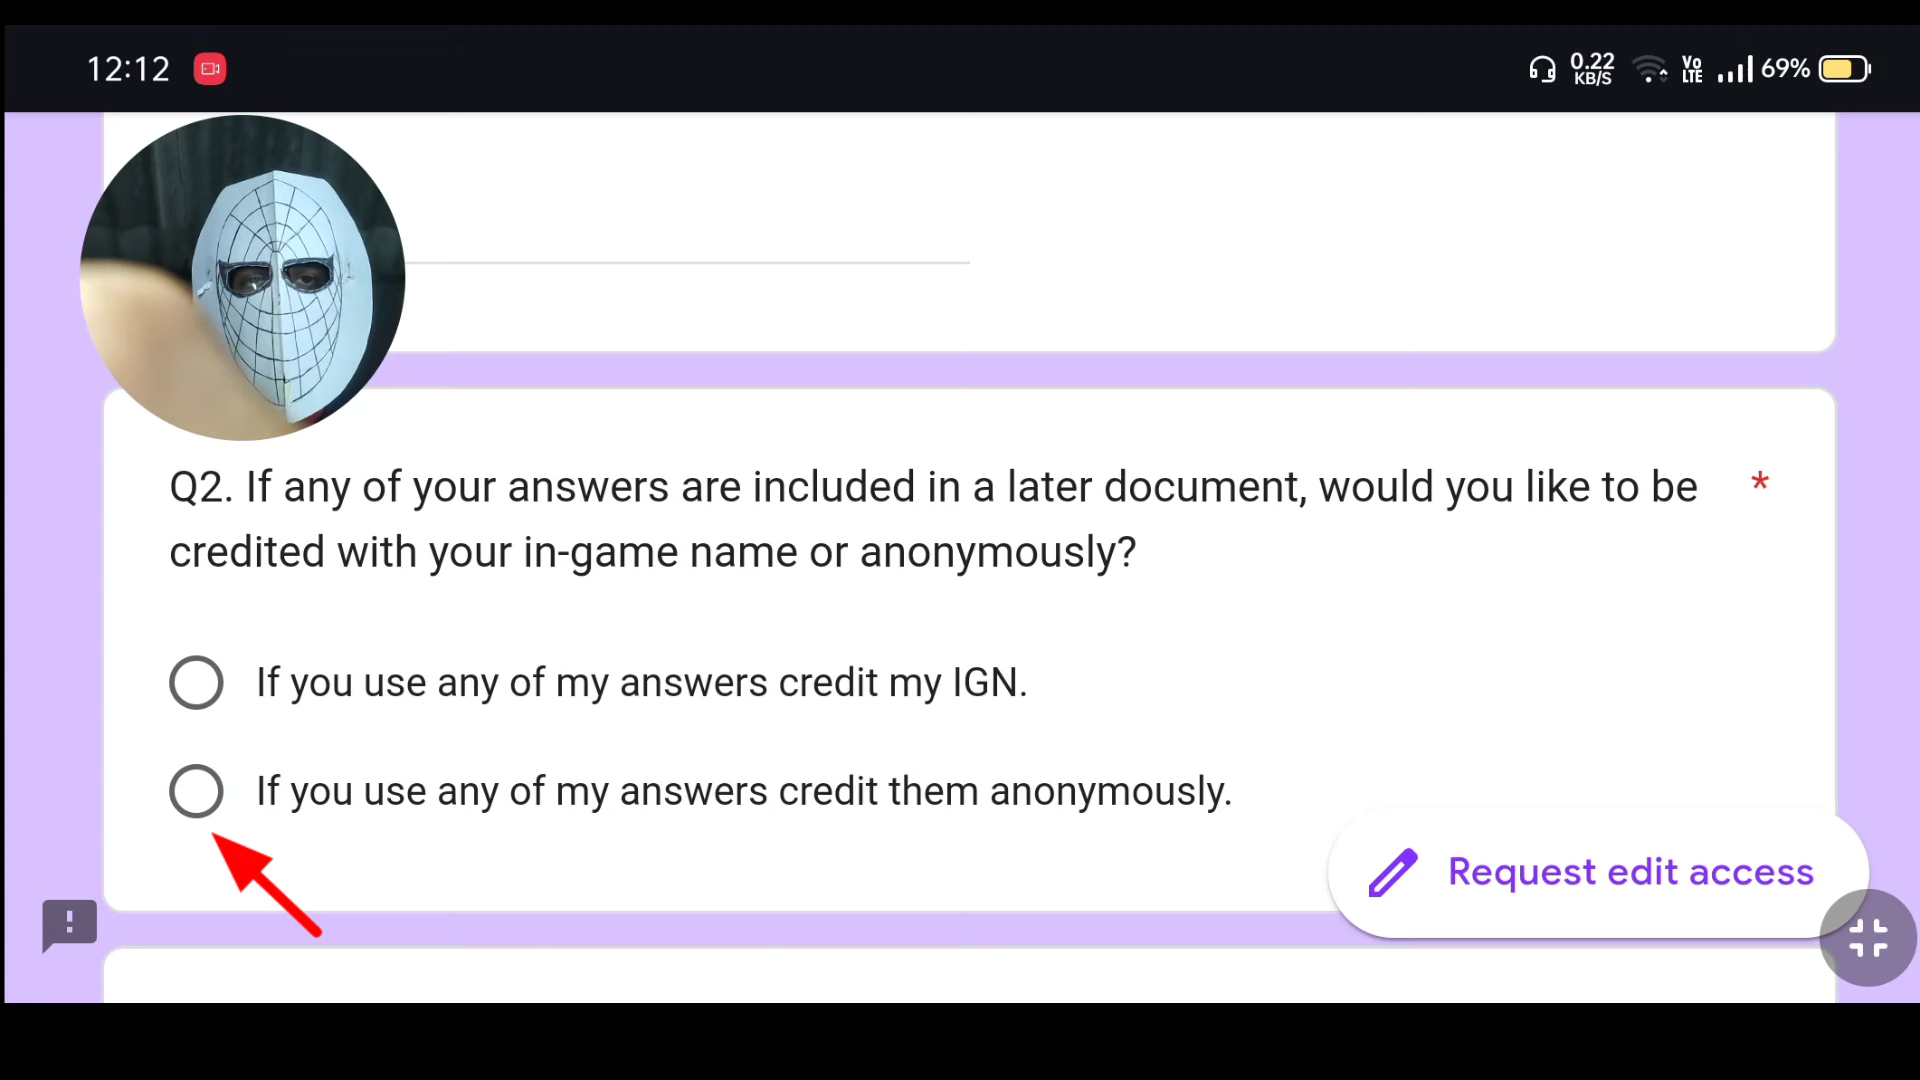 12:12
0.22
KB/S
Vo
LTE
69%
Q2. If any of your answers are included in a later document, would you like to be *
credited with your in-game name or anonymously?
If you use any of my answers credit my IGN.
If you use any of my answers credit them anonymously.
Request edit access